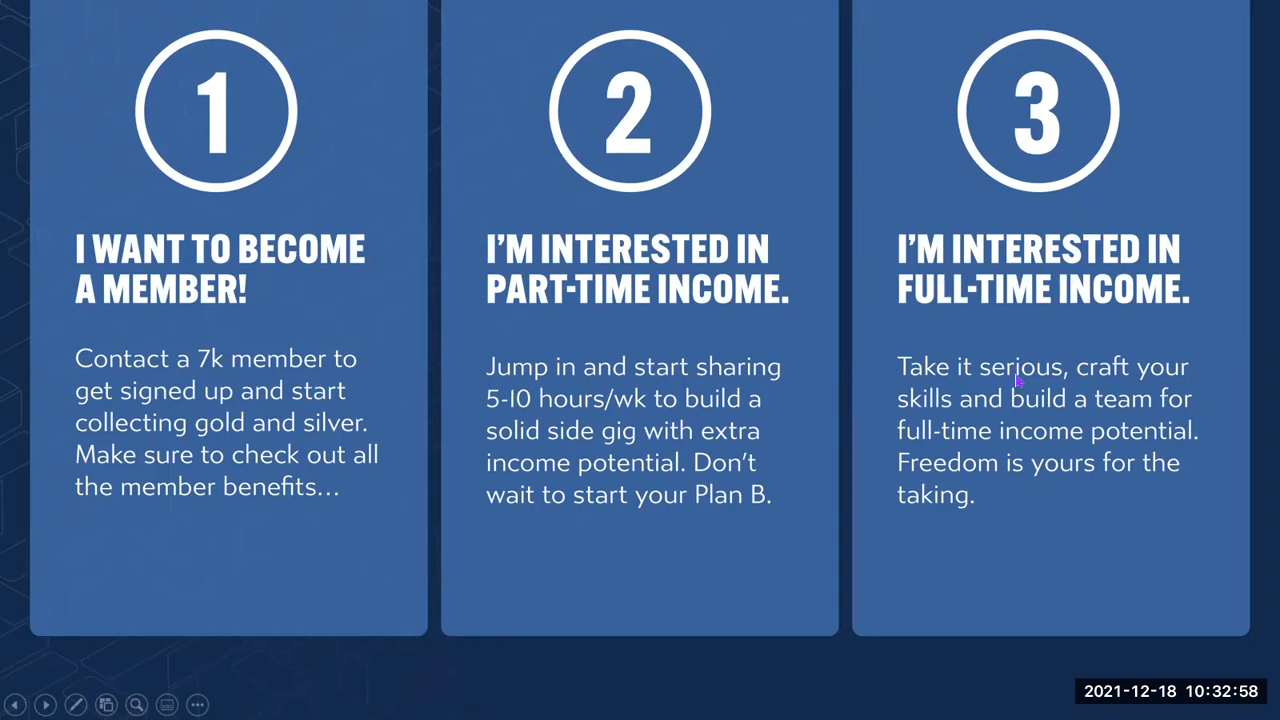 1
I WANT TO BECOME
A MEMBER!
Contact a 7k member to
get signed up and start
collecting gold and silver.
Make sure to check out all
the member benefits...
2
I'M INTERESTED IN
PART-TIME INCOME.
Jump in and start sharing
5-10 hours/wk to build a
solid side gig with extra
income potential. Don't
wait to start your Plan B.
3
I'M INTERESTED IN
FULL-TIME INCOME.
Take it serious, craft your
skills and build a team for
full-time income potential.
Freedom is yours for the
taking.
2021-12-18 10:32:58